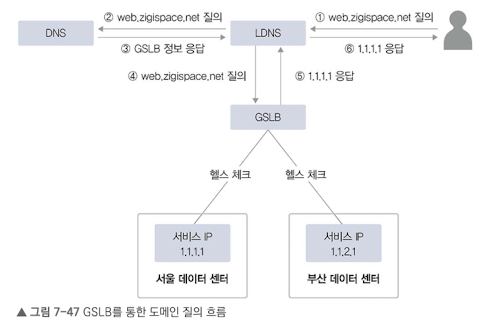 ② web.zigispace.net 질의
① web.zigispace.net 질의
DNS
LDNS
③ GSLB 정보 응답
⑥ 1.1.1.1 응답
④ web.zigispace.net 질의
⑤ 1.1.1.1 응답
GSLB
헬스 체크
헬스 체크
서비스 IP
1.1.1.1
서울 데이터 센터
서비스 IP
1.1.2.1
부산 데이터 센터
▲ 그림 7-47 GSLB를 통한 도메인 질의 흐름